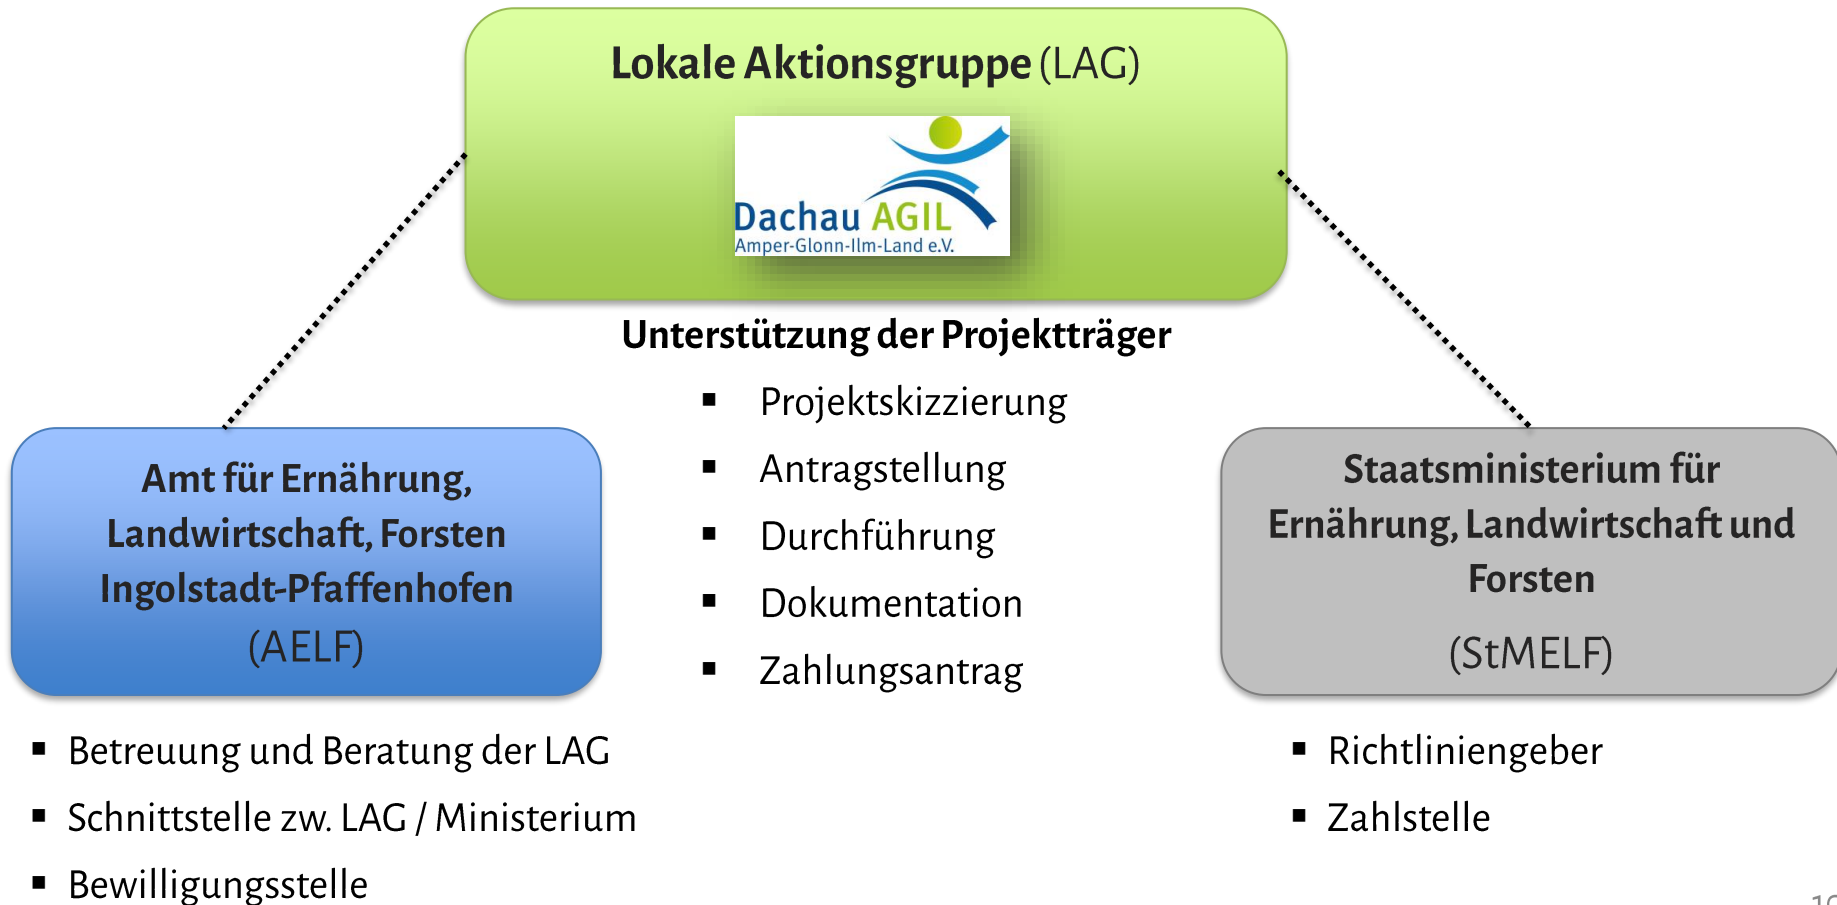 Lokale Aktionsgruppe (LAG)
Dachau AGIL
Amper-Glonn-Ilm-Land e.V.
Unterstützung der Projektträger
▪ Projektskizzierung
▪ Antragstellung
▪ Durchführung
▪ Dokumentation
▪ Zahlungsantrag
Amt für Ernährung,
Landwirtschaft, Forsten
Ingolstadt-Pfaffenhofen
(AELF)
▪ Betreuung und Beratung der LAG
▪ Schnittstelle zw. LAG / Ministerium
▪ Bewilligungsstelle
Staatsministerium für
Ernährung, Landwirtschaft und
Forsten
(StMELF)
▪ Richtliniengeber
▪ Zahlstelle